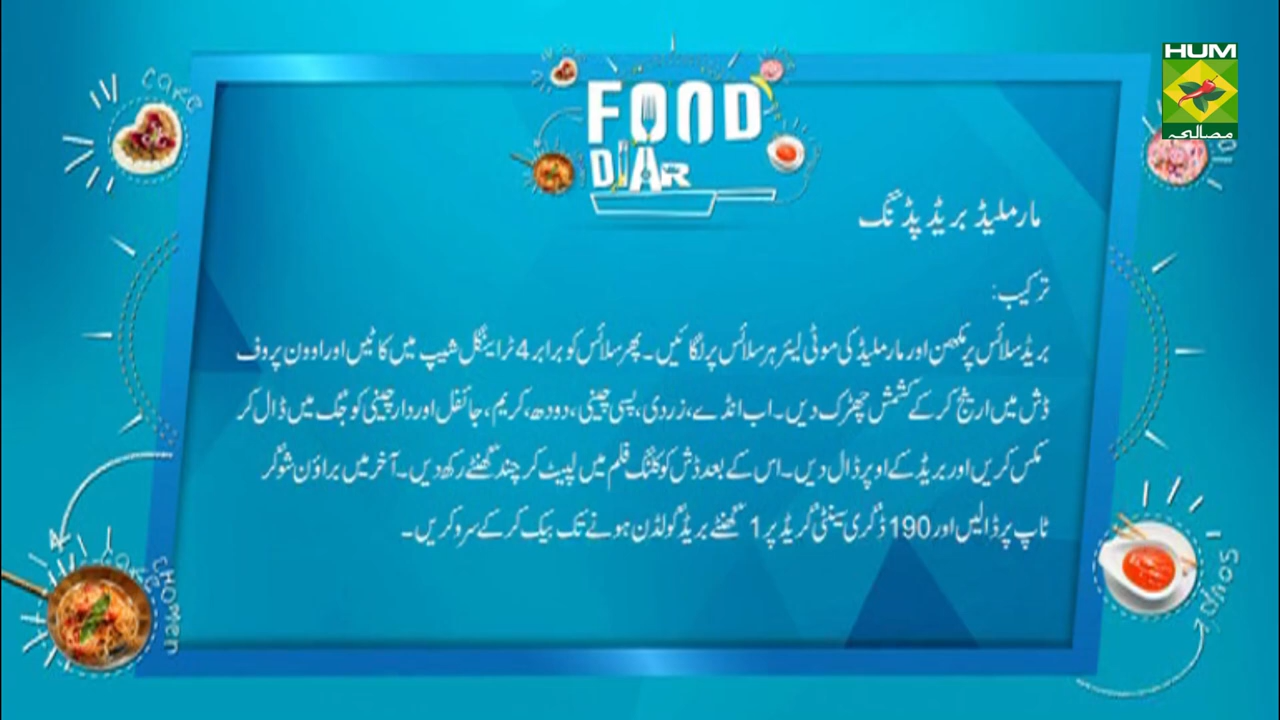 HUM
مصالحہ
FOOD
DIAR
cake
مارملیڈ بریڈ پڈنگ
ترکیب:
بریڈ سلائس پر مکھن اور مارملیڈ کی موٹی لیئر ہر سلائس پر لگائیں۔ پھر سلائس کو برابر 4 ٹراینگل شیپ میں کاٹیں اور اوون پروف
ڈش میں ارینج کر کے کشمش چھڑک دیں۔ اب انڈے، زردی، پسی چینی، دودھ، کریم، جائفل اور دار چینی کو جگ میں ڈال کر
مکس کریں اور بریڈ کے اوپر ڈال دیں۔ اس کے بعد ڈش کو کلنگ فلم میں لپیٹ کر چند گھنٹے رکھ دیں۔ آخر میں براؤن شوگر
ٹاپ پر ڈالیں اور 190 ڈگری سینٹی گریڈ پر 1 گھنٹے بریڈ گولڈن ہونے تک بیک کر کے سرو کریں۔
CHOMEN